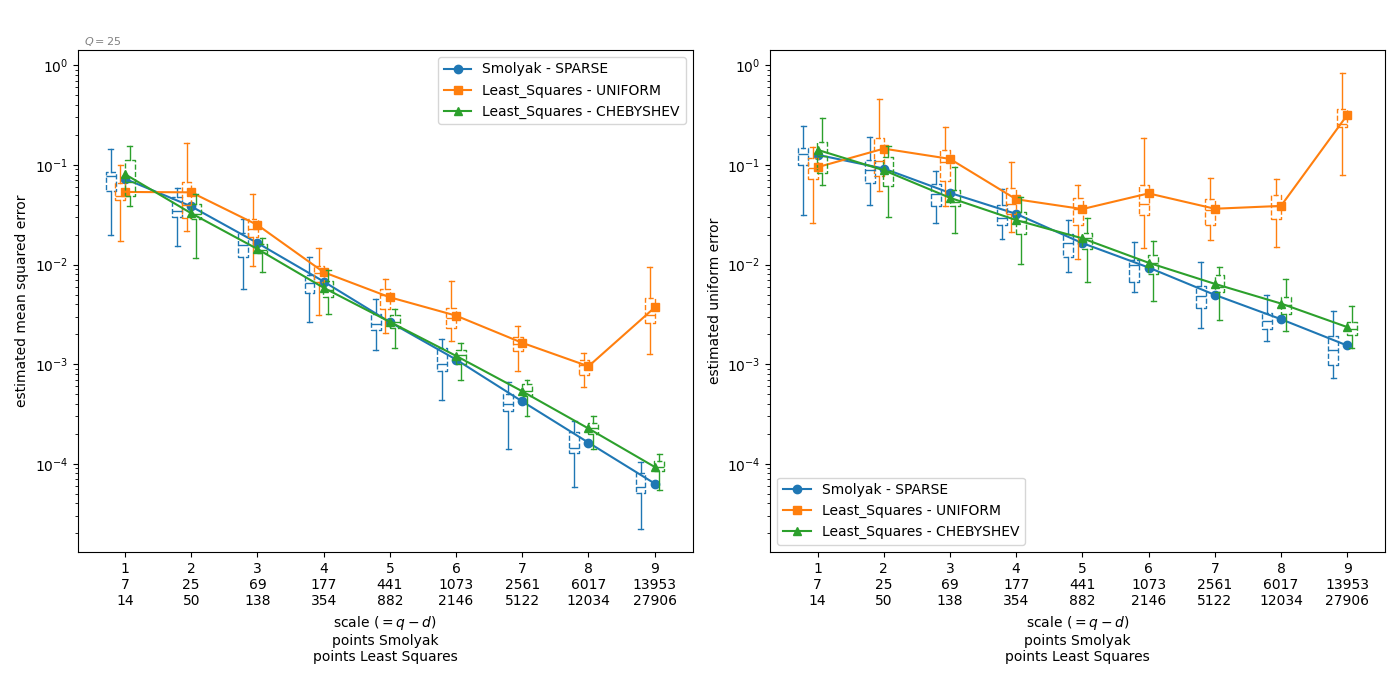 Q = 25
estimated mean squared error
10^0
10^-1
10^-2
10^-3
10^-4
Smolyak - SPARSE
Least_Squares - UNIFORM
Least_Squares - CHEBYSHEV
1 2 3 4 5 6 7 8 9
7 25 69 177 441 1073 2561 6017 13953
14 50 138 354 882 2146 5122 12034 27906
scale (= q − d)
points Smolyak
points Least Squares
estimated uniform error
10^0
10^-1
10^-2
10^-3
10^-4
Smolyak - SPARSE
Least_Squares - UNIFORM
Least_Squares - CHEBYSHEV
1 2 3 4 5 6 7 8 9
7 25 69 177 441 1073 2561 6017 13953
14 50 138 354 882 2146 5122 12034 27906
scale (= q − d)
points Smolyak
points Least Squares